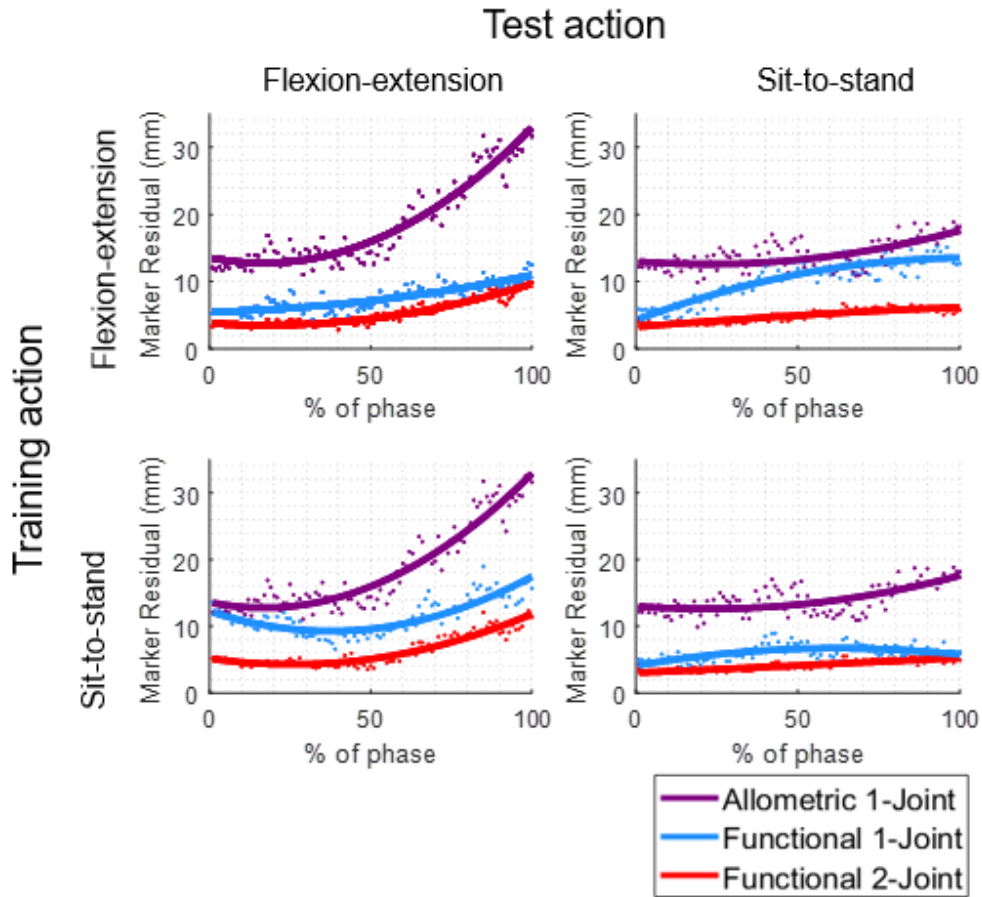 Test action
Flexion-extension
Sit-to-stand
Training action
Flexion-extension
Marker Residual (mm)
30
20
10
0
0
50
100
% of phase
Marker Residual (mm)
30
20
10
0
0
50
100
% of phase
Sit-to-stand
Marker Residual (mm)
30
20
10
0
0
50
100
% of phase
Marker Residual (mm)
30
20
10
0
0
50
100
% of phase
Allometric 1-Joint
Functional 1-Joint
Functional 2-Joint